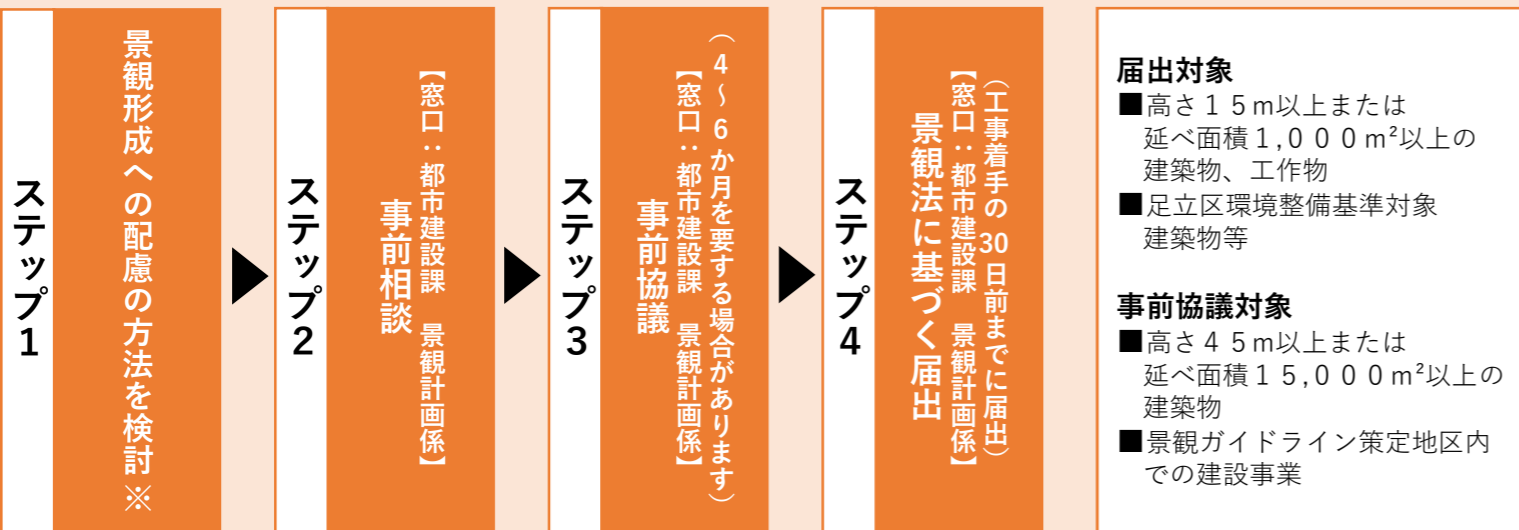 ステップ1
景観形成への配慮の方法を検討※
ステップ2
事前相談
【窓口：都市建設課　景観計画係】
ステップ3
事前協議
【窓口：都市建設課　景観計画係】
（4～6か月を要する場合があります）
ステップ4
景観法に基づく届出
【窓口：都市建設課　景観計画係】
（工事着手の30日前までに届出）
届出対象
■高さ１５m以上または
延べ面積１,０００m²以上の
建築物、工作物
■足立区環境整備基準対象
建築物等
事前協議対象
■高さ４５m以上または
延べ面積１５,０００m²以上の
建築物
■景観ガイドライン策定地区内
での建設事業